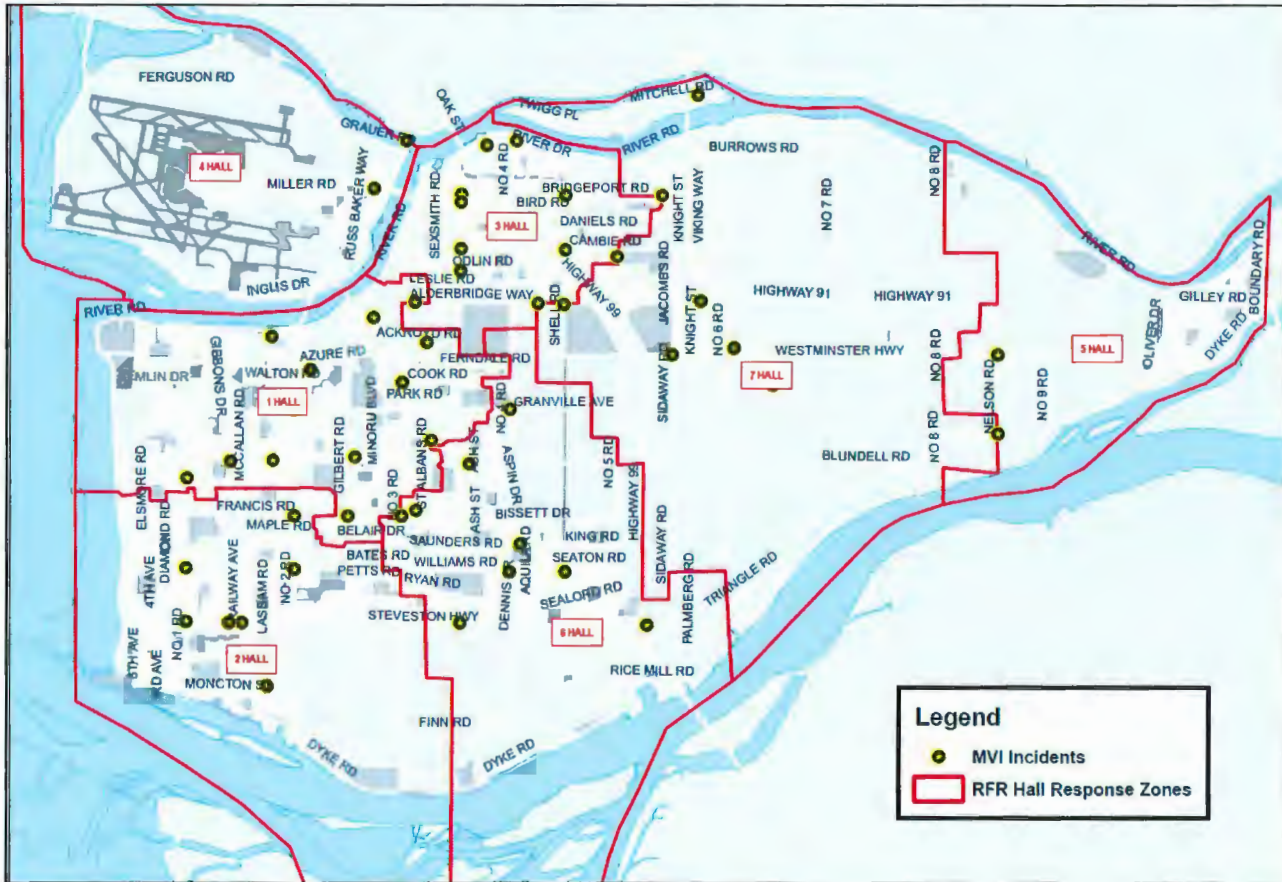 FERGUSON RD
OAK ST
TWIGG PL
MITCHELL RD
GRAUER
RIVER DR
RIVER RD
BURROWS RD
NO 8 RD
4 HALL
MILLER RD
RUSS BAKER WAY
RIVER RD
SEXSMITH RD
NO 4 RD
BRIDGEPORT RD
BIRD RD
KNIGHT ST
VIKING WAY
NO 7 RD
3 HALL
DANIELS RD
CAMBIE RD
RIVER RD
BOUNDARY RD
ODLIN RD
HIGHWAY 99
JACOMBS RD
INGLIS DR
LESLIE RD
ALDERBRIDGE WAY
SHELL RD
KNIGHT ST
HIGHWAY 91
HIGHWAY 91
GILLEY RD
RIVER RD
OLIVER DR
DYKE RD
ACKROYD RD
NO 6 RD
GIBBONS DR
AZURE RD
FERNDALE RD
SIDAWAY RD
WESTMINSTER HWY
NO 8 RD
5 HALL
WALTON
COOK RD
PARK RD
7 HALL
NELSON RD
NO 9 RD
1 HALL
MCCALLAN RD
MINORU BLVD
GRANVILLE AVE
GILBERT RD
ST ALBANS RD
ASH ST
ASPIN DR
NO 5 RD
HIGHWAY 99
BLUNDELL RD
NO 8 RD
ELSMORE RD
FRANCIS RD
MAPLE RD
NO 3 RD
ASH ST
BISSETT DR
DIAMOND RD
BELAIR DR
SAUNDERS RD
KING RD
SIDAWAY RD
BATES RD
WILLIAMS RD
SEATON RD
4TH AVE
NO 2 RD
PETTS RD
RYAN RD
DENNIS
AQUILA RD
SEALORD RD
PALMBERG RD
TRIANGLE RD
RAILWAY AVE
LASSAM RD
NO 1 RD
STEVESTON HWY
6 HALL
2 HALL
RICE MILL RD
MONCTON
FINN RD
DYKE RD
DYKE RD
Legend
MVI Incidents
RFR Hall Response Zones